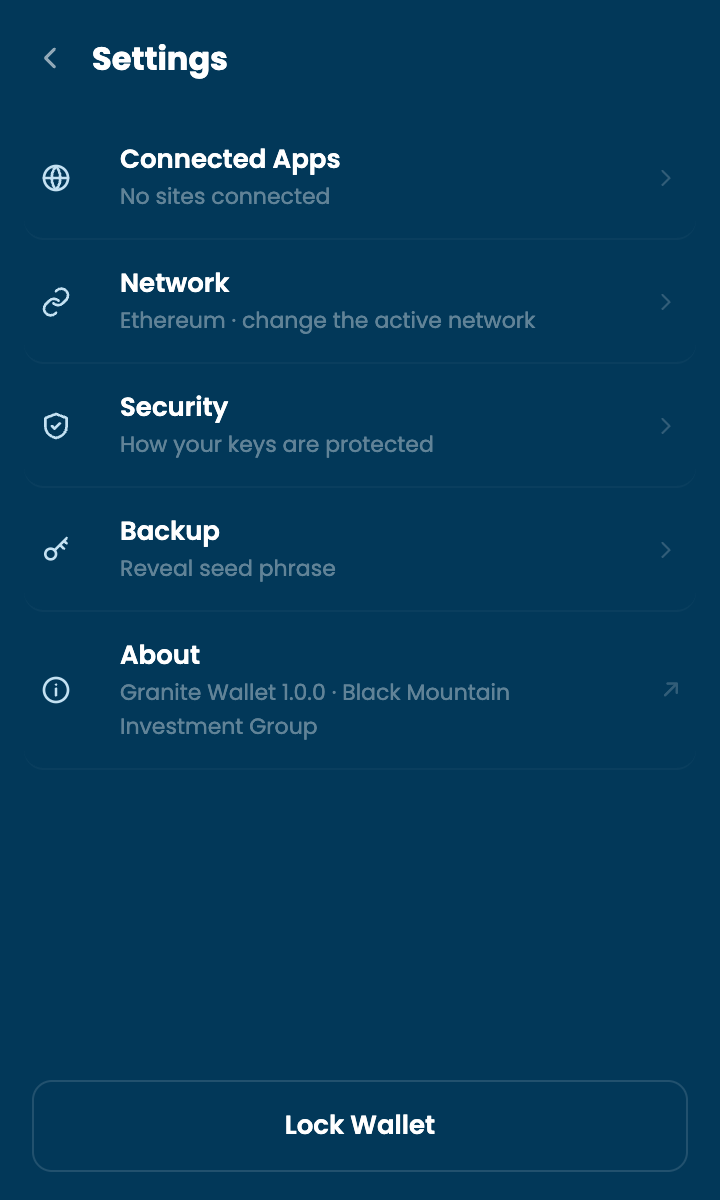 Settings
Connected Apps
No sites connected
Network
Ethereum · change the active network
Security
How your keys are protected
Backup
Reveal seed phrase
About
Granite Wallet 1.0.0 · Black Mountain
Investment Group
Lock Wallet